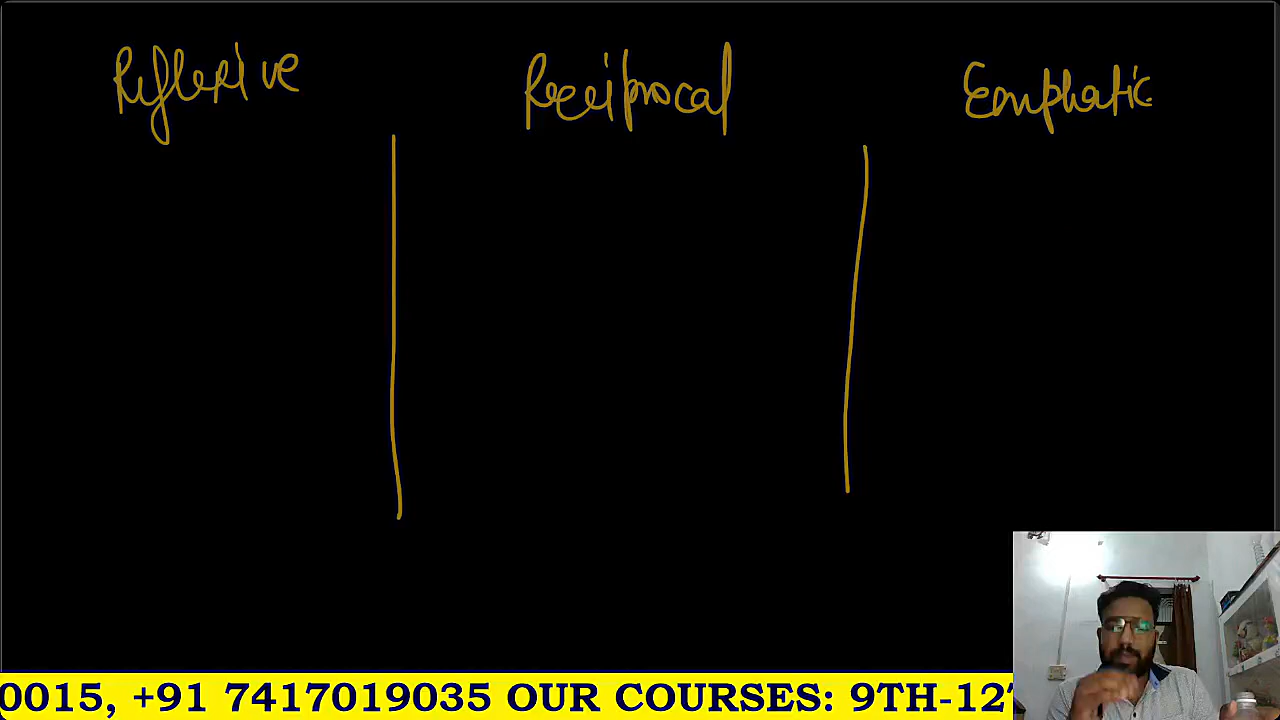 Reflexive Reciprocal Emphatic
0015, +91 7417019035 OUR COURSES: 9TH-12